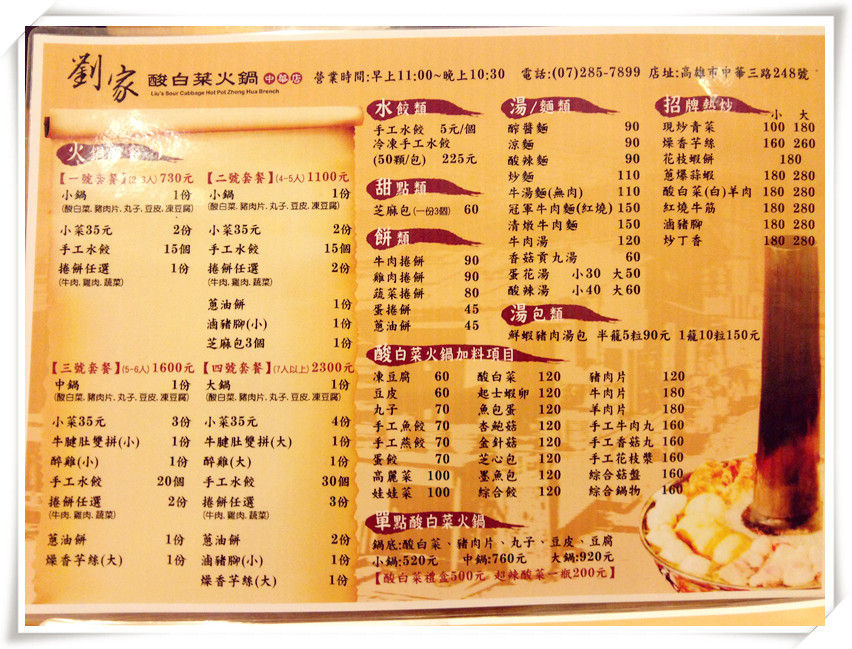 劉家 酸白菜火鍋 中華店 營業時間:早上11:00~晚上10:30 電話:(07)285-7899 店址:高雄市中華三路248號
Liu's Sour Cabbage Hot Pot Zhong Hua Brench
火
【一號套餐】 730元
小鍋 1份
(酸白菜. 豬肉片. 丸子. 豆皮. 凍豆腐)
小菜35元 2份
手工水餃 15個
捲餅任選 1份
(牛肉. 雞肉. 蔬菜)
【二號套餐】(4-5人) 1100元
小鍋 1份
(酸白菜. 豬肉片. 丸子. 豆皮. 凍豆腐)
小菜35元 2份
手工水餃 15個
捲餅任選 2份
(牛肉. 雞肉. 蔬菜)
蔥油餅 1份
滷豬腳(小) 1份
芝麻包3個 1份
【三號套餐】(5-6人) 1600元
中鍋 1份
(酸白菜. 豬肉片. 丸子. 豆皮. 凍豆腐)
小菜35元 3份
牛腱肚雙拼(小) 1份
醉雞(小) 1份
手工水餃 20個
捲餅任選 2份
(牛肉. 雞肉. 蔬菜)
蔥油餅 1份
燥香芋絲(大) 1份
【四號套餐】(7人以上) 2300元
大鍋 1份
(酸白菜. 豬肉片. 丸子. 豆皮. 凍豆腐)
小菜35元 4份
牛腱肚雙拼(大) 1份
醉雞(大) 1份
手工水餃 30個
捲餅任選 3份
(牛肉. 雞肉. 蔬菜)
蔥油餅 2份
滷豬腳(小) 1份
燥香芋絲(大) 1份
水餃類
手工水餃 5元/個
冷凍手工水餃
(50顆/包) 225元
甜點類
芝麻包(一份3個) 60
餅類
牛肉捲餅 90
雞肉捲餅 90
蔬菜捲餅 80
蛋捲餅 45
蔥油餅 45
湯/麵類
醡醬麵 90
涼麵 90
酸辣麵 90
炒麵 110
牛湯麵(無肉) 110
冠軍牛肉麵(紅燒) 150
清燉牛肉麵 150
牛肉湯 120
香菇貢丸湯 60
蛋花湯 小30 大50
酸辣湯 小40 大60
湯包類
鮮蝦豬肉湯包 半籠5粒90元 1籠10粒150元
招牌熱炒
小 大
現炒青菜 100 180
燥香芋絲 160 260
花枝蝦餅 180
蔥爆蒜蝦 180 280
酸白菜(白)羊肉 180 280
紅燒牛筋 180 280
滷豬腳 180 280
炒丁香 180 280
酸白菜火鍋加料項目
凍豆腐 60 酸白菜 120 豬肉片 120
豆皮 60 起士蝦卵 120 牛肉片 180
丸子 70 魚包蛋 120 羊肉片 180
手工魚餃 70 杏鮑菇 120 手工牛肉丸 160
手工燕餃 70 金針菇 120 手工香菇丸 160
蛋餃 70 芝心包 120 手工花枝漿 160
高麗菜 100 墨魚包 120 綜合菇盤 160
娃娃菜 100 綜合餃 120 綜合鍋物 160
單點酸白菜火鍋
鍋底:酸白菜、豬肉片、丸子、豆皮、豆腐
小鍋:520元 中鍋:760元 大鍋:920元
【酸白菜禮盒500元 超辣酸菜一瓶200元】